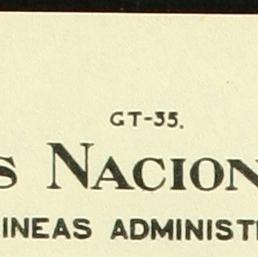 GT-35.
S NACION
INEAS ADMINIST